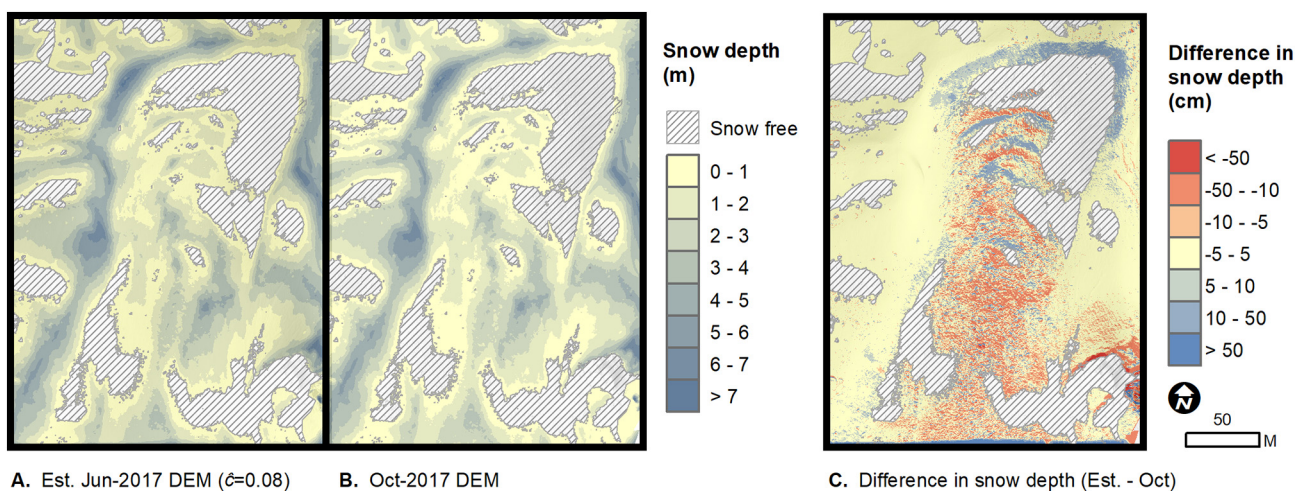 Snow depth
(m)
Snow free
0 - 1
1 - 2
2 - 3
3 - 4
4 - 5
5 - 6
6 - 7
> 7
Difference in
snow depth
(cm)
< -50
-50 - -10
-10 - -5
-5 - 5
5 - 10
10 - 50
> 50
N
50
M
A. Est. Jun-2017 DEM (ĉ=0.08)
B. Oct-2017 DEM
C. Difference in snow depth (Est. - Oct)